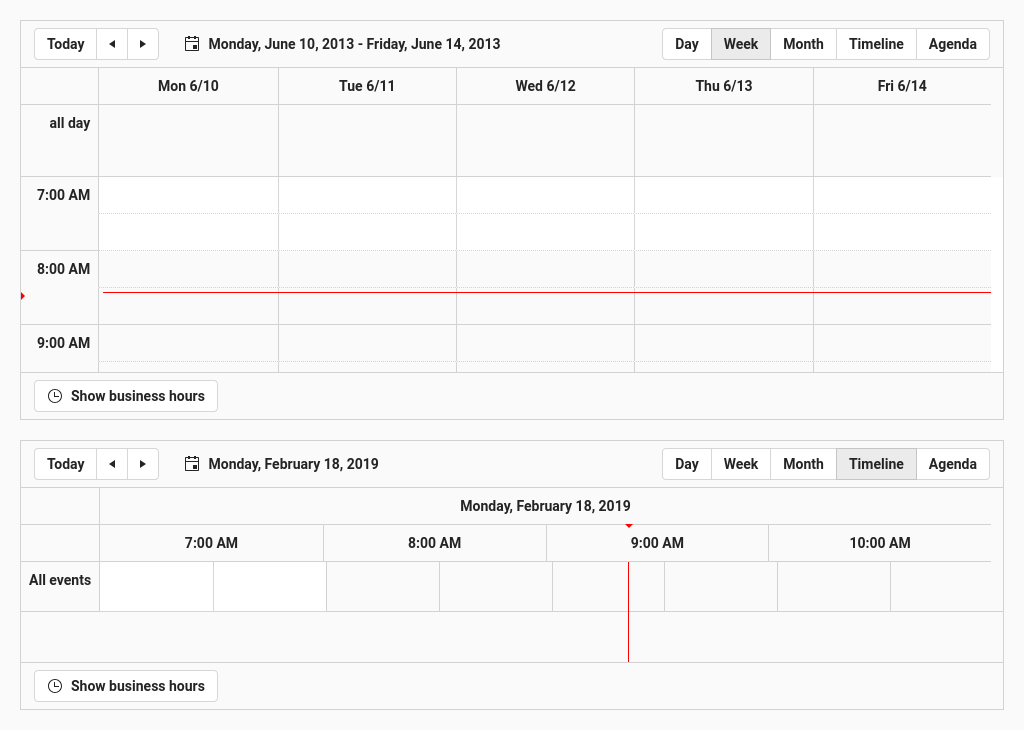 Today Monday, June 10, 2013 - Friday, June 14, 2013 Day Week Month Timeline Agenda
Mon 6/10 Tue 6/11 Wed 6/12 Thu 6/13 Fri 6/14
all day
7:00 AM
8:00 AM
9:00 AM
Show business hours
Today Monday, February 18, 2019 Day Week Month Timeline Agenda
Monday, February 18, 2019
7:00 AM 8:00 AM 9:00 AM 10:00 AM
All events
Show business hours